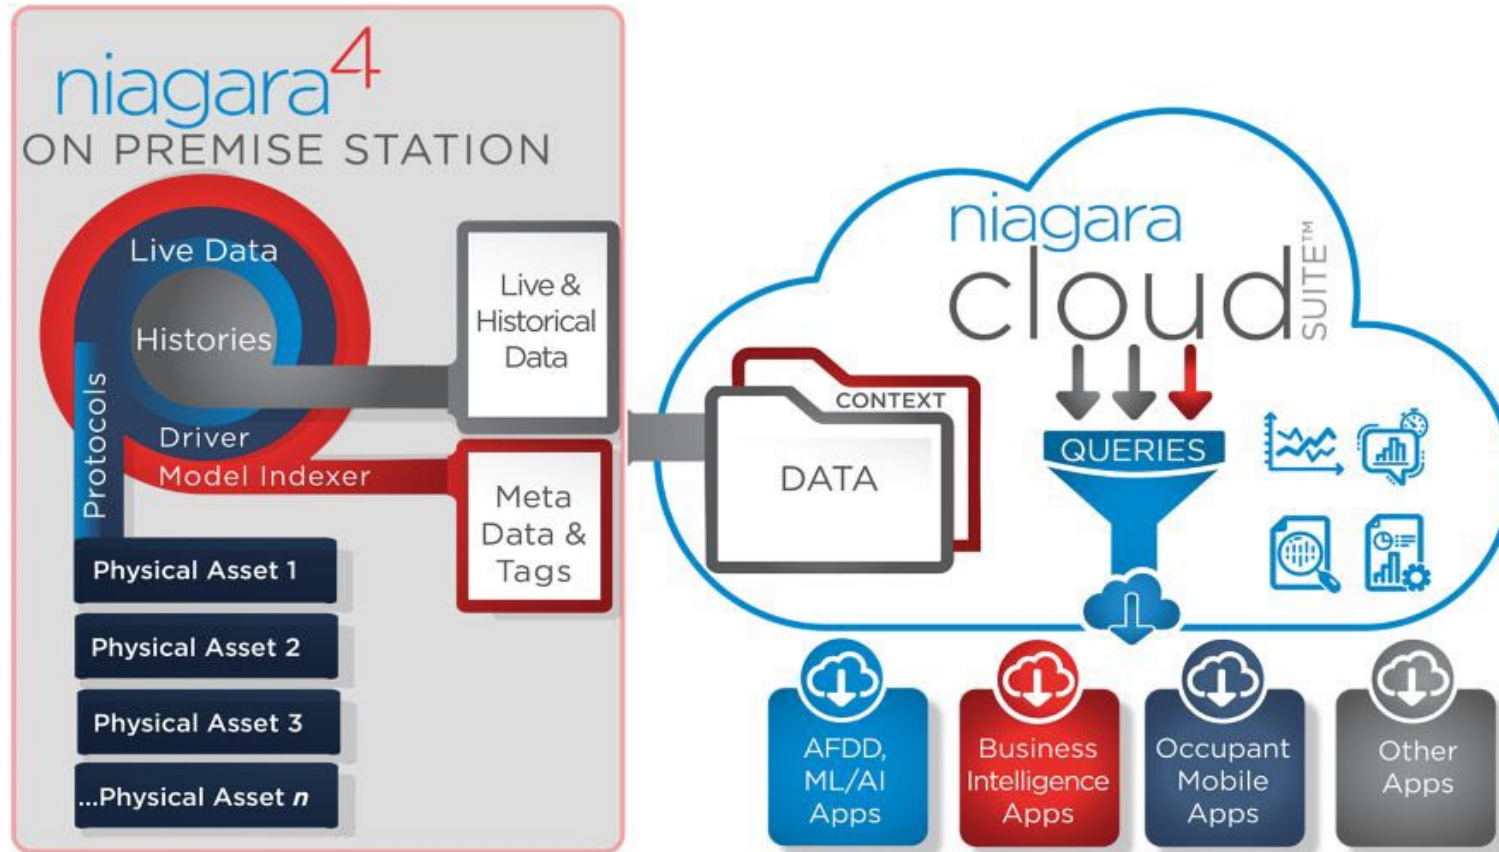 niagara4
ON PREMISE STATION
Live Data
Histories
Protocols
Driver
Model Indexer
Physical Asset 1
Physical Asset 2
Physical Asset 3
...Physical Asset n
Live &
Historical
Data
Meta
Data &
Tags
niagara
cloud
SUITE™
CONTEXT
DATA
QUERIES
AFDD,
ML/AI
Apps
Business
Intelligence
Apps
Occupant
Mobile
Apps
Other
Apps